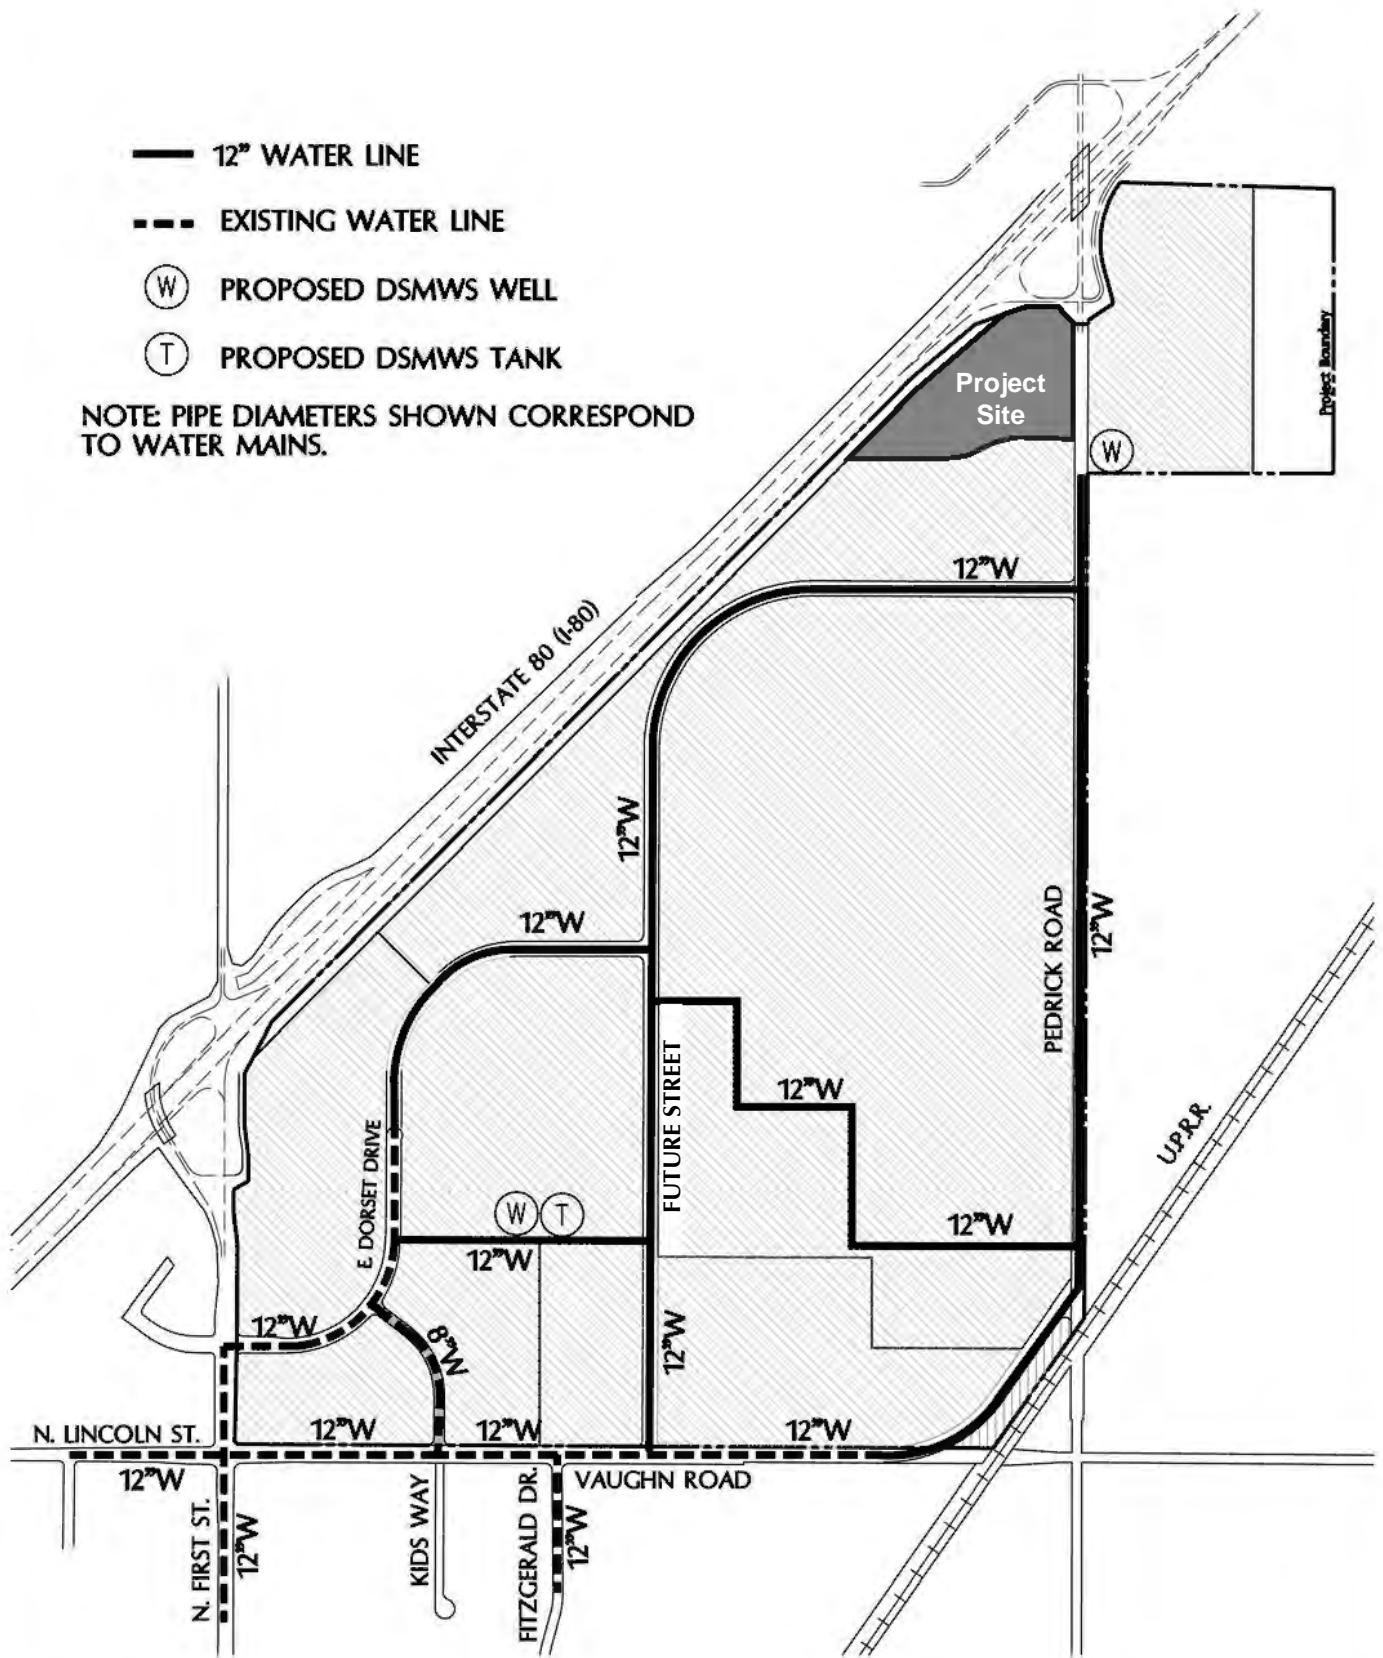 12" WATER LINE
EXISTING WATER LINE
W PROPOSED DSMWS WELL
T PROPOSED DSMWS TANK
NOTE: PIPE DIAMETERS SHOWN CORRESPOND
TO WATER MAINS.
Project
Site
Project Boundary
W
12"W
INTERSTATE 80 (I-80)
12"W
PEDRICK ROAD
12"W
12"W
FUTURE STREET
12"W
U.P.R.R.
E. DORSET DRIVE
W
T
12"W
12"W
12"W
8"W
12"W
N. LINCOLN ST.
12"W
12"W
12"W
12"W
VAUGHN ROAD
N. FIRST ST.
12"W
KIDS WAY
FITZGERALD DR.
12"W